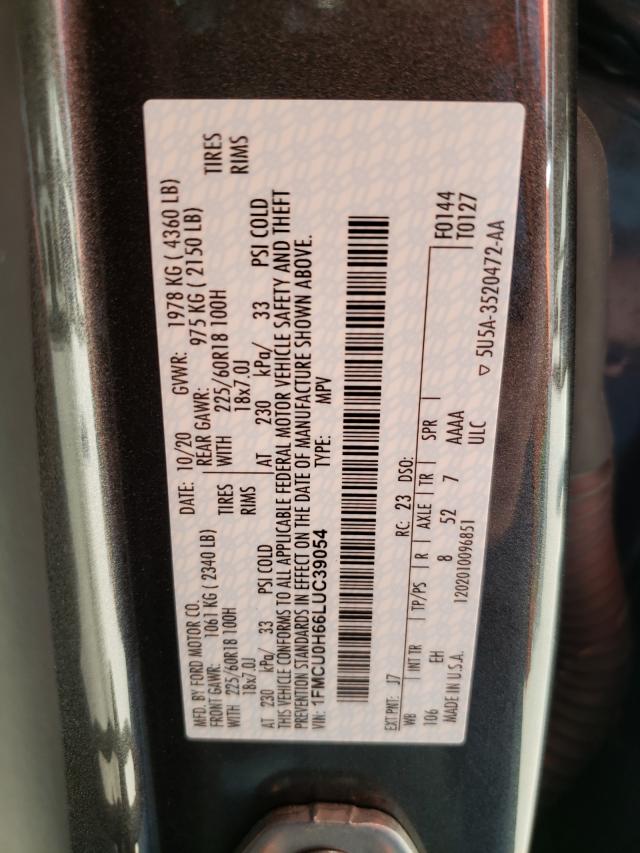 MFD. BY FORD MOTOR CO.
DATE: 10/20 GVWR: 1978 KG ( 4360 LB)
FRONT GAWR: 1061 KG ( 2340 LB) REAR GAWR: 975 KG ( 2150 LB)
WITH 225/60R18 100H TIRES WITH 225/60R18 100H TIRES
18x7.0J RIMS 18x7.0J RIMS
AT 230 kPa/ 33 PSI COLD AT 230 kPa/ 33 PSI COLD
THIS VEHICLE CONFORMS TO ALL APPLICABLE FEDERAL MOTOR VEHICLE SAFETY AND THEFT
PREVENTION STANDARDS IN EFFECT ON THE DATE OF MANUFACTURE SHOWN ABOVE.
VIN: 1FMCU0H66LUC39054 TYPE: MPV
EXT PNT: J7 RC: 23 DSO: F0144
WB INT TR TP/PS R AXLE TR SPR T0127
106 EH 8 52 7 AAAA
MADE IN U.S.A. 1202010096851 ULC
▽ 5U5A-3520472-AA